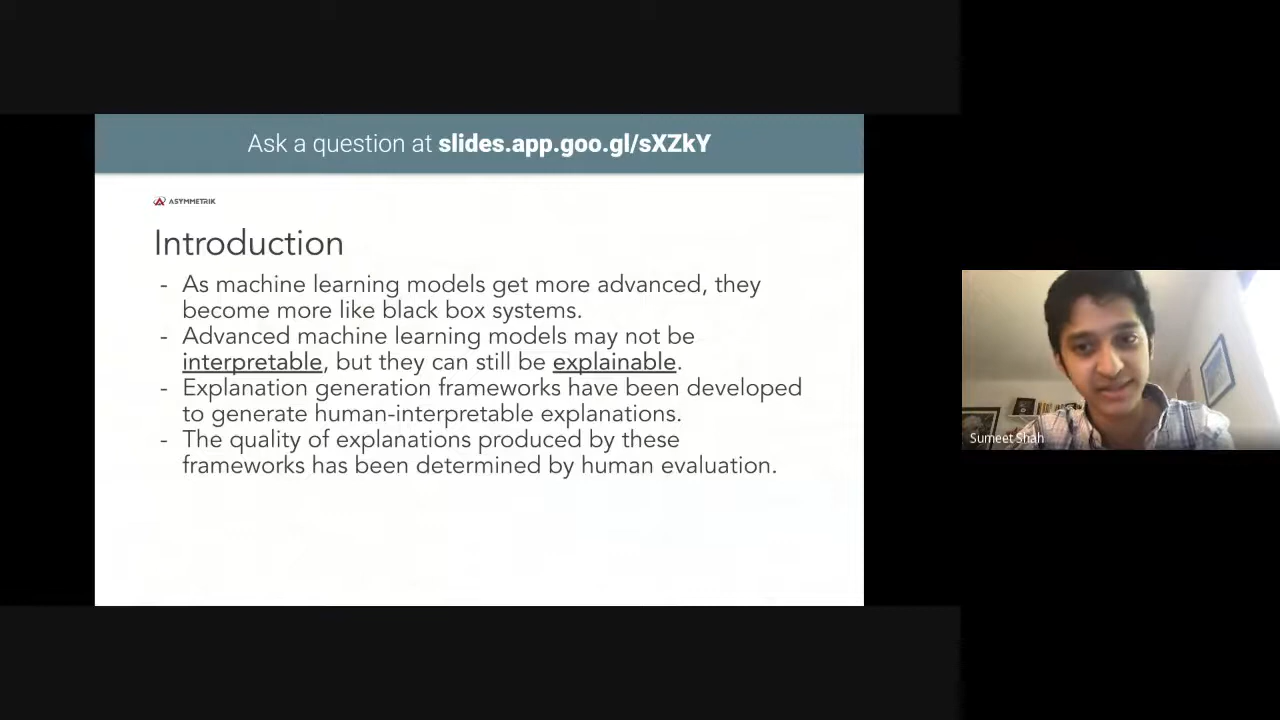 Ask a question at slides.app.goo.gl/sXZkY
ASYMMETRIK
Introduction
- As machine learning models get more advanced, they
become more like black box systems.
- Advanced machine learning models may not be
interpretable, but they can still be explainable.
- Explanation generation frameworks have been developed
to generate human-interpretable explanations.
- The quality of explanations produced by these
frameworks has been determined by human evaluation.
Sumeet Shah